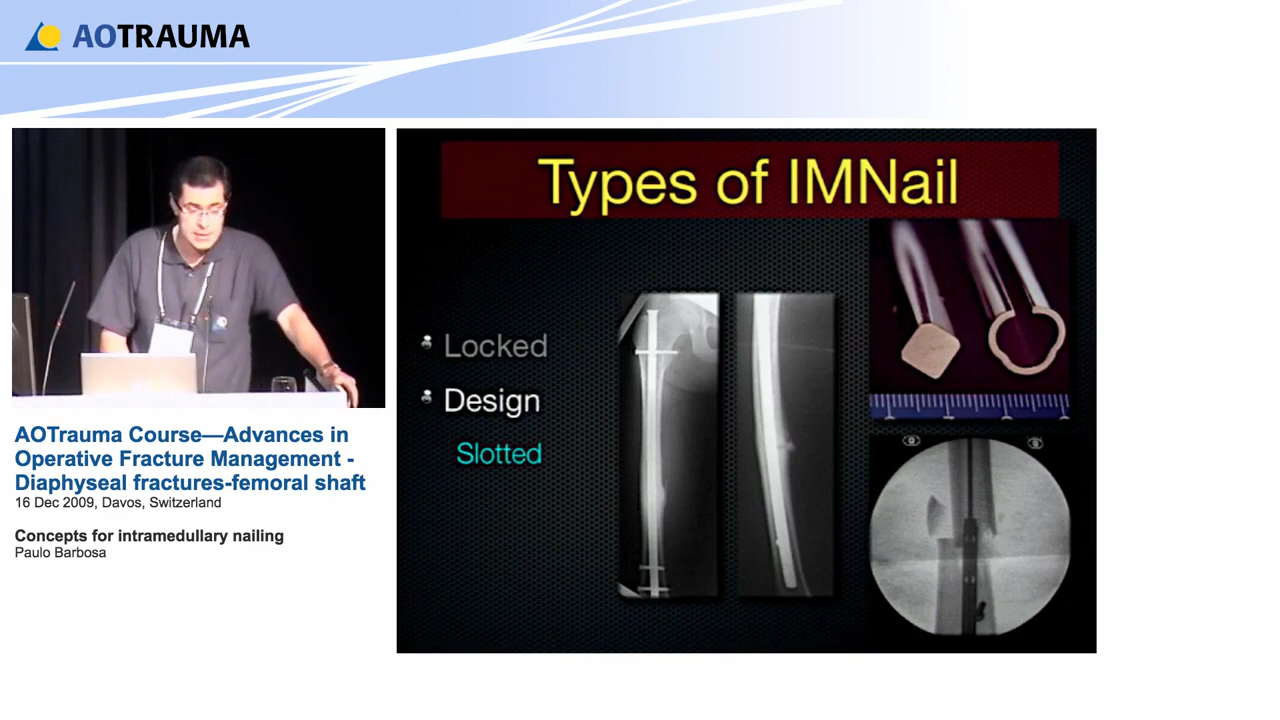 AOTRAUMA
Types of IMNail
Locked
Design
Slotted
AOTrauma Course—Advances in
Operative Fracture Management -
Diaphyseal fractures-femoral shaft
16 Dec 2009, Davos, Switzerland
Concepts for intramedullary nailing
Paulo Barbosa